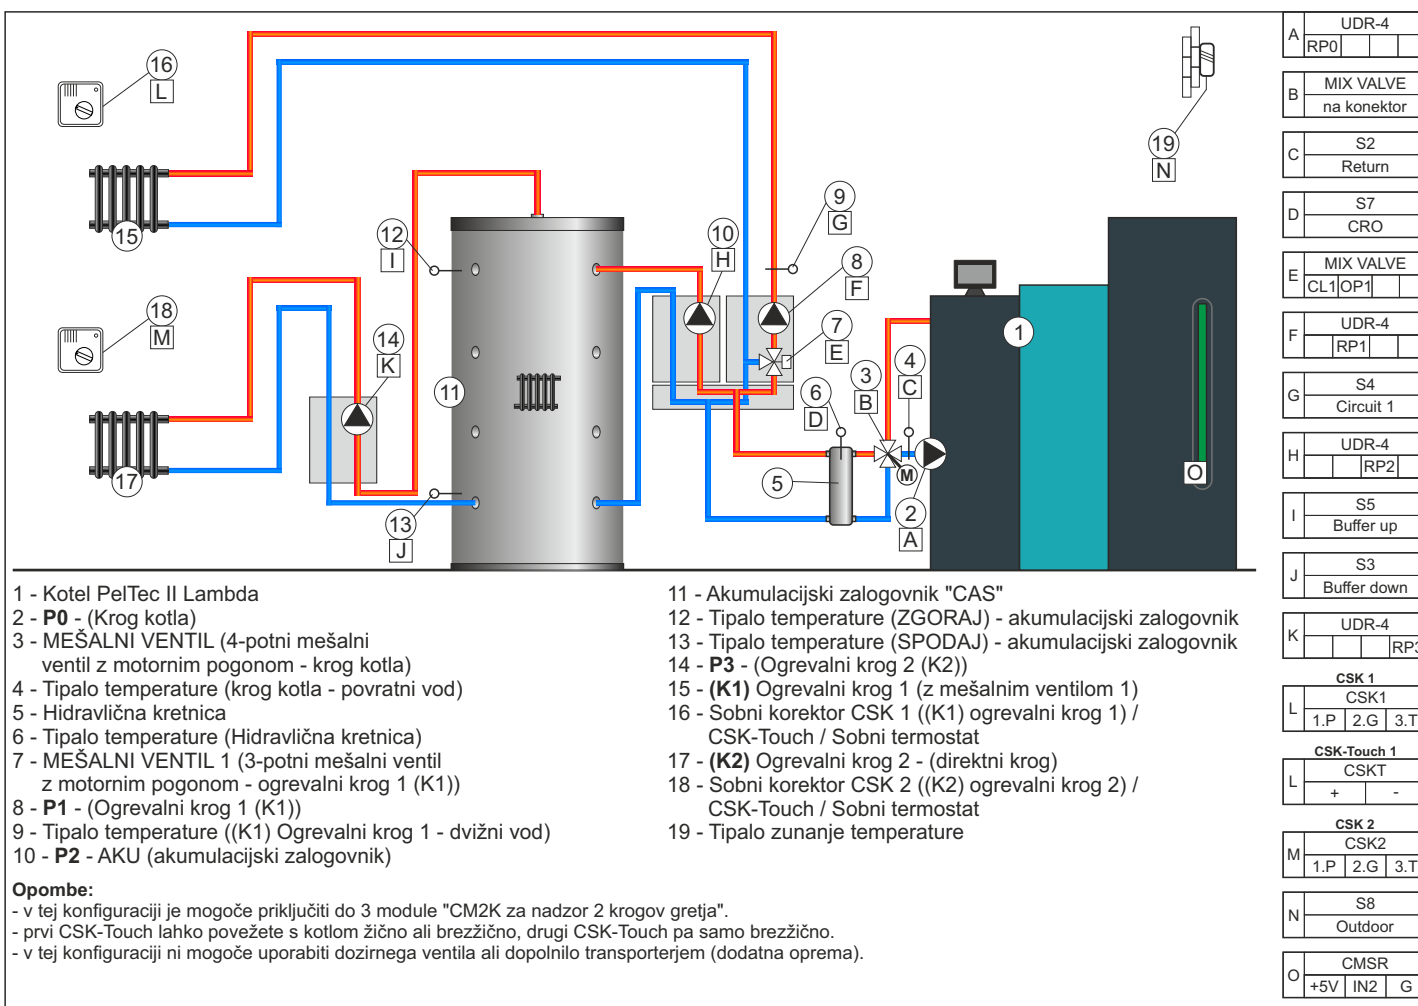 16
L
15
18
M
17
14
K
12
I
11
13
J
10
H
9
G
8
F
7
E
6
D
5
3
B
4
C
M
2
A
1
19
N
O
1 - Kotel PelTec II Lambda
2 - P0 - (Krog kotla)
3 - MEŠALNI VENTIL (4-potni mešalni
ventil z motornim pogonom - krog kotla)
4 - Tipalo temperature (krog kotla - povratni vod)
5 - Hidravlična kretnica
6 - Tipalo temperature (Hidravlična kretnica)
7 - MEŠALNI VENTIL 1 (3-potni mešalni ventil
z motornim pogonom - ogrevalni krog 1 (K1))
8 - P1 - (Ogrevalni krog 1 (K1))
9 - Tipalo temperature ((K1) Ogrevalni krog 1 - dvižni vod)
10 - P2 - AKU (akumulacijski zalogovnik)
11 - Akumulacijski zalogovnik "CAS"
12 - Tipalo temperature (ZGORAJ) - akumulacijski zalogovnik
13 - Tipalo temperature (SPODAJ) - akumulacijski zalogovnik
14 - P3 - (Ogrevalni krog 2 (K2))
15 - (K1) Ogrevalni krog 1 (z mešalnim ventilom 1)
16 - Sobni korektor CSK 1 ((K1) ogrevalni krog 1) /
CSK-Touch / Sobni termostat
17 - (K2) Ogrevalni krog 2 - (direktni krog)
18 - Sobni korektor CSK 2 ((K2) ogrevalni krog 2) /
CSK-Touch / Sobni termostat
19 - Tipalo zunanje temperature
Opombe:
- v tej konfiguraciji je mogoče priključiti do 3 module "CM2K za nadzor 2 krogov gretja".
- prvi CSK-Touch lahko povežete s kotlom žično ali brezžično, drugi CSK-Touch pa samo brezžično.
- v tej konfiguraciji ni mogoče uporabiti dozirnega ventila ali dopolnilo transporterjem (dodatna oprema).
A UDR-4
RP0
B MIX VALVE
na konektor
C S2
Return
D S7
CRO
E MIX VALVE
CL1 OP1
F UDR-4
RP1
G S4
Circuit 1
H UDR-4
RP2
I S5
Buffer up
J S3
Buffer down
K UDR-4
RP3
CSK 1
L CSK1
1.P 2.G 3.T
CSK-Touch 1
L CSKT
+ -
CSK 2
M CSK2
1.P 2.G 3.T
N S8
Outdoor
O CMSR
+5V IN2 G